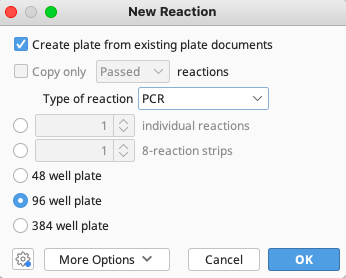 New Reaction
Create plate from existing plate documents
Copy only Passed reactions
Type of reaction PCR
1 individual reactions
1 8-reaction strips
48 well plate
96 well plate
384 well plate
More Options Cancel OK